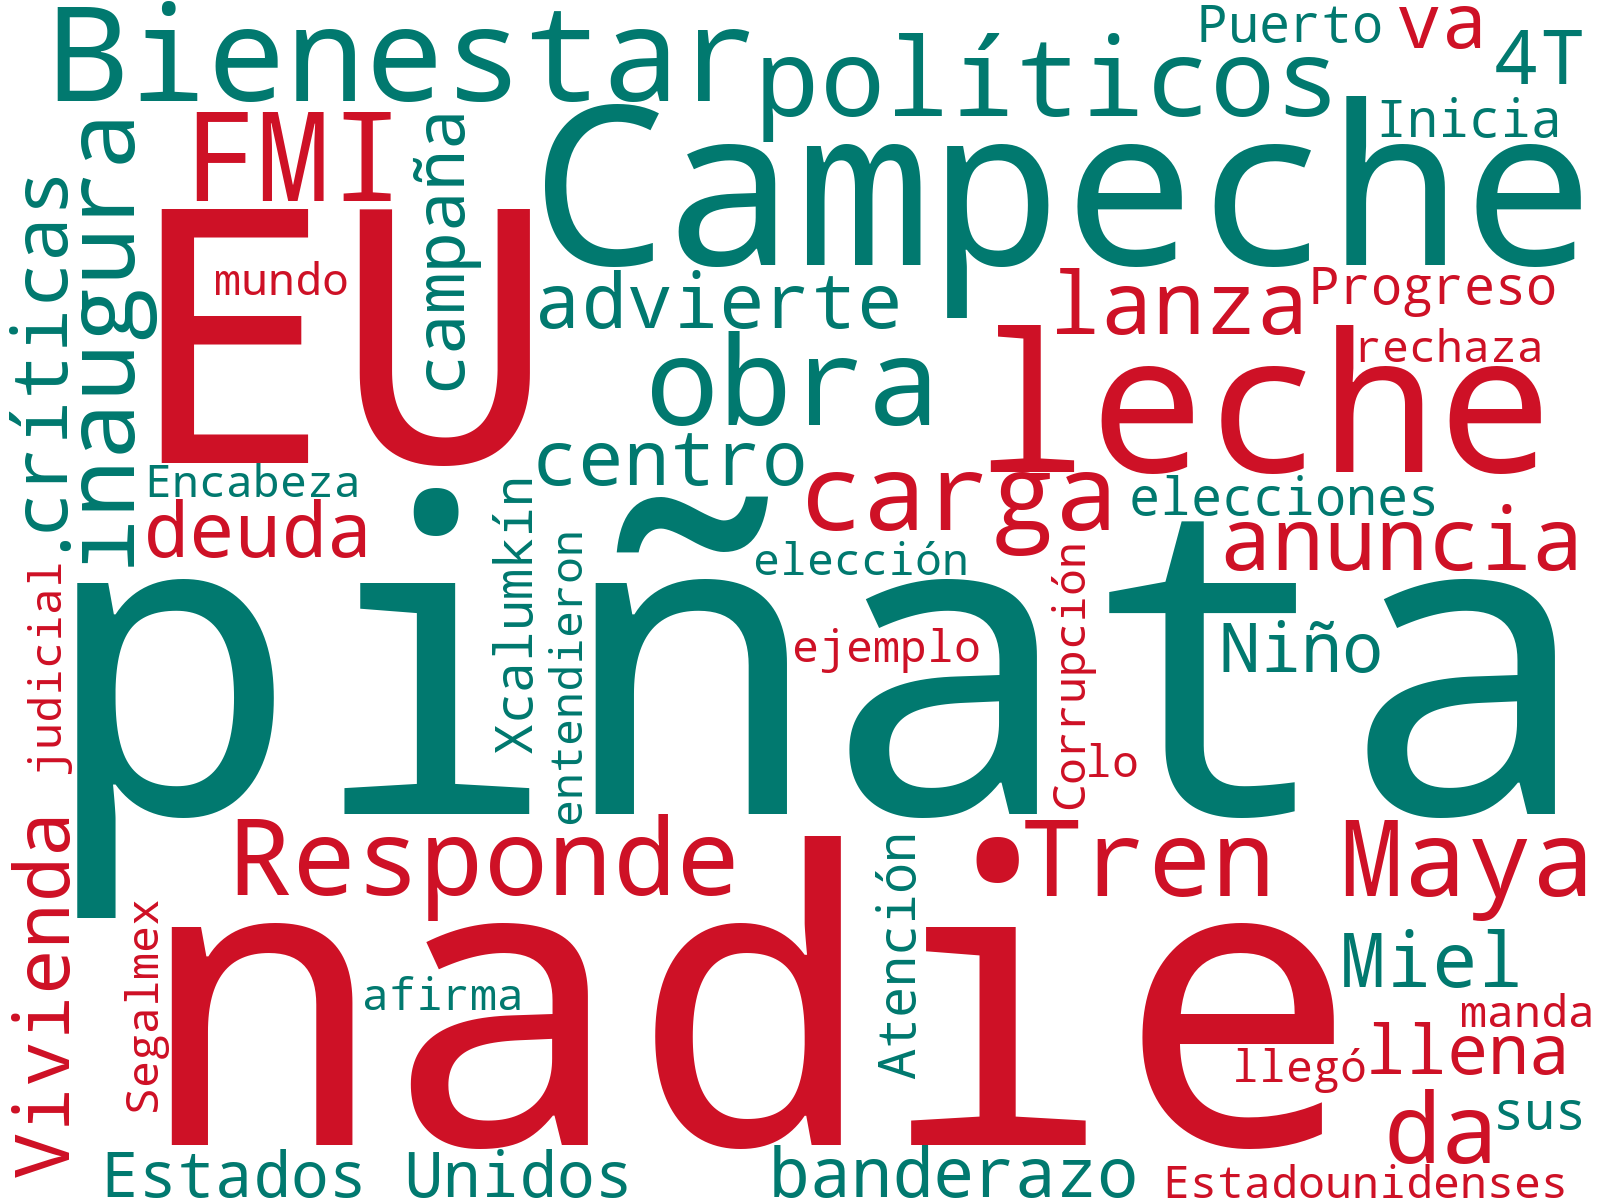 Bienestar
políticos
Puerto
va
4T
FMI
campaña
Campeche
Inicia
inaugura
críticas
EU
mundo
advierte
lanza
Progreso
obra
leche
rechaza
centro
carga
elecciones
anuncia
Encabeza
deuda
Xcalumkín
entendieron
elección
piñata
ejemplo
Corrupción
lo
Niño
judicial
Vivienda
Responde
Tren Maya
nadie
Segalmex
afirma
Atención
Miel
manda
llegó
llena
da
sus
Estados Unidos
banderazo
Estadounidenses